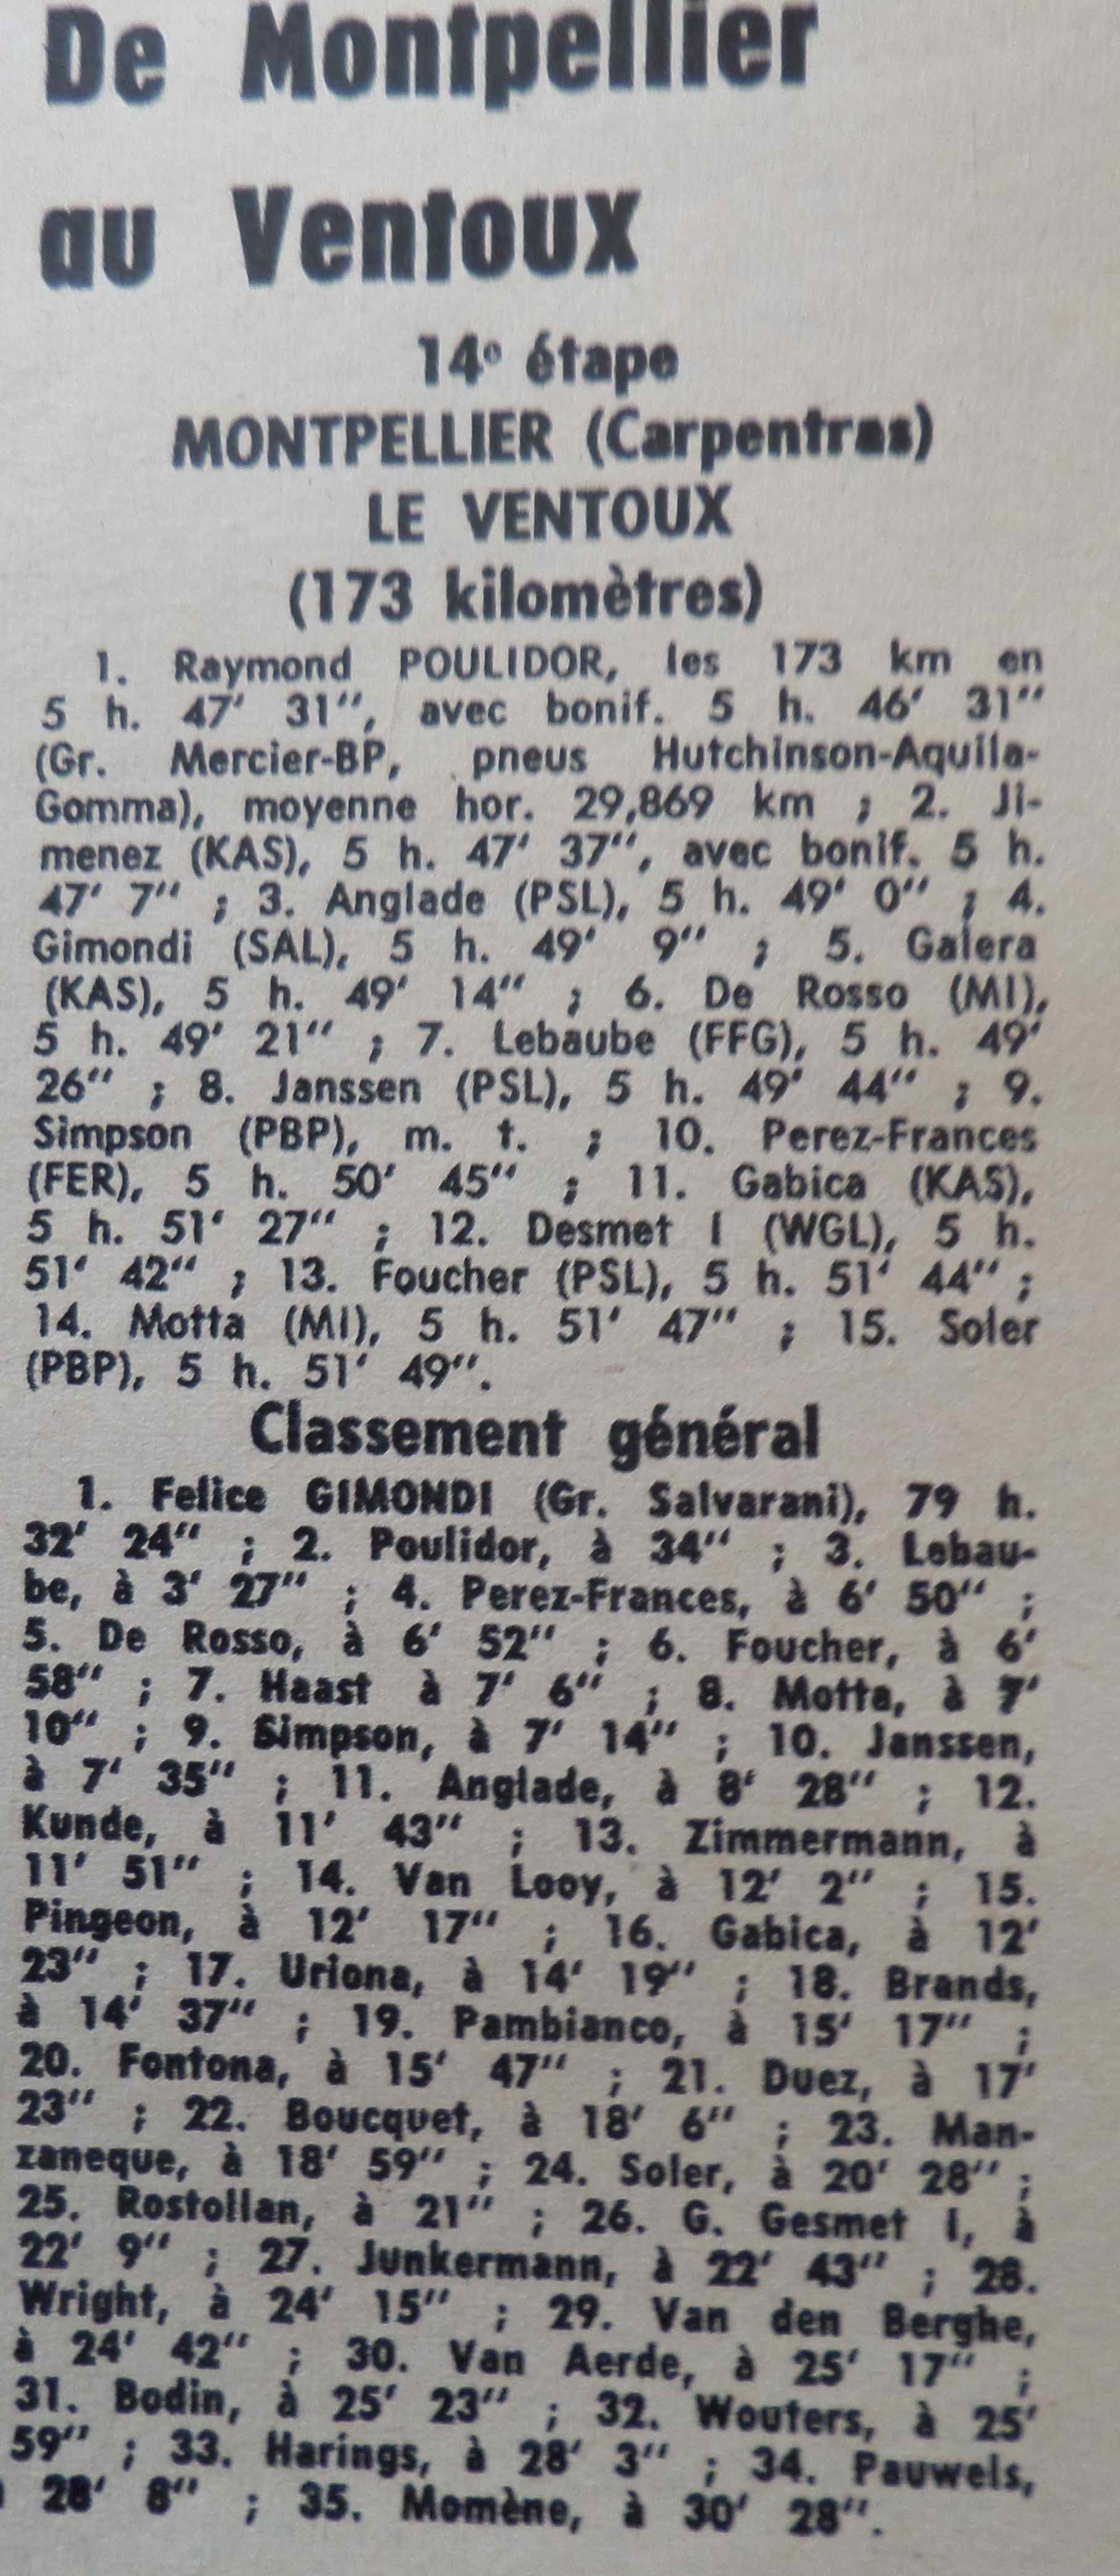 De Montpellier
au Ventoux
14e étape
MONTPELLIER (Carpentras)
LE VENTOUX
(173 kilomètres)
1. Raymond POULIDOR, les 173 km en
5 h. 47' 31'', avec bonif. 5 h. 46' 31''
(Gr. Mercier-BP, pneus Hutchinson-Aquila-
Gomma), moyenne hor. 29,869 km ; 2. Ji-
menez (KAS), 5 h. 47' 37'', avec bonif. 5 h.
47' 7'' ; 3. Anglade (PSL), 5 h. 49' 0'' ; 4.
Gimondi (SAL), 5 h. 49' 9'' ; 5. Galera
(KAS), 5 h. 49' 14'' ; 6. De Rosso (MI),
5 h. 49' 21'' ; 7. Lebaube (FFG), 5 h. 49'
26'' ; 8. Janssen (PSL), 5 h. 49' 44'' ; 9.
Simpson (PBP), m. t. ; 10. Perez-Frances
(FER), 5 h. 50' 45'' ; 11. Gabica (KAS),
5 h. 51' 27'' ; 12. Desmet I (WGL), 5 h.
51' 42'' ; 13. Foucher (PSL), 5 h. 51' 44'' ;
14. Motta (MI), 5 h. 51' 47'' ; 15. Soler
(PBP), 5 h. 51' 49''.
Classement général
1. Felice GIMONDI (Gr. Salvarani), 79 h.
32' 24'' ; 2. Poulidor, à 34'' ; 3. Lebau-
be, à 3' 27'' ; 4. Perez-Frances, à 6' 50'' ;
5. De Rosso, à 6' 52'' ; 6. Foucher, à 6'
58'' ; 7. Haast à 7' 6'' ; 8. Motta, à 7'
10'' ; 9. Simpson, à 7' 14'' ; 10. Janssen,
à 7' 35'' ; 11. Anglade, à 8' 28'' ; 12.
Kunde, à 11' 43'' ; 13. Zimmermann, à
11' 51'' ; 14. Van Looy, à 12' 2'' ; 15.
Pingeon, à 12' 17'' ; 16. Gabica, à 12'
23'' ; 17. Uriona, à 14' 19'' ; 18. Brands,
à 14' 37'' ; 19. Pambianco, à 15' 17'' ;
20. Fontona, à 15' 47'' ; 21. Duez, à 17'
23'' ; 22. Boucquet, à 18' 6'' ; 23. Man-
zaneque, à 18' 59'' ; 24. Soler, à 20' 28'' ;
25. Rostollan, à 21'' ; 26. G. Gesmet I, à
22' 9'' ; 27. Junkermann, à 22' 43'' ; 28.
Wright, à 24' 15'' ; 29. Van den Berghe,
à 24' 42'' ; 30. Van Aerde, à 25' 17'' ;
31. Bodin, à 25' 23'' ; 32. Wouters, à 25'
59'' ; 33. Harings, à 28' 3'' ; 34. Pauwels,
28' 8'' ; 35. Momène, à 30' 28''.